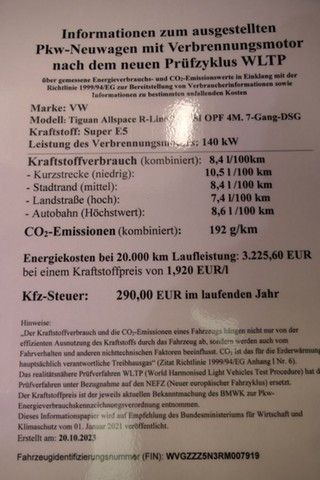 Informationen zum ausgestellten
Pkw-Neuwagen mit Verbrennungsmotor
nach dem neuen Prüfzyklus WLTP
über gemessene Energieverbrauchs- und CO2-Emissionswerte in Einklang mit der
Richtlinie 1999/94/EG zur Bereitstellung von Verbraucherinformationen sowie
Informationen zu bestimmten anfallenden Kosten
Marke: VW
Modell: Tiguan Allspace R-Line OPF 4M. 7-Gang-DSG
Kraftstoff: Super E5
Leistung des Verbrennungsmotors: 140 kW
Kraftstoffverbrauch (kombiniert): 8,4 l/100km
- Kurzstrecke (niedrig): 10,5 l/100 km
- Stadtrand (mittel): 8,4 l/100 km
- Landstraße (hoch): 7,4 l/100 km
- Autobahn (Höchstwert): 8,6 l/100 km
CO2-Emissionen (kombiniert): 192 g/km
Energiekosten bei 20.000 km Laufleistung: 3.225,60 EUR
bei einem Kraftstoffpreis von 1,920 EUR/l
Kfz-Steuer: 290,00 EUR im laufenden Jahr
Hinweise:
„Der Kraftstoffverbrauch und die CO2-Emissionen eines Fahrzeugs hängen nicht nur von der
effizienten Ausnutzung des Kraftstoffs durch das Fahrzeug ab, sondern werden auch vom
Fahrverhalten und anderen nichttechnischen Faktoren beeinflusst. CO2 ist das für die Erderwärmung
hauptsächlich verantwortliche Treibhausgas“ (Zitat Richtlinie 1999/94/EG Anhang I Nr. 6).
Das realitätsnähere Prüfverfahren WLTP (World Harmonised Light Vehicles Test Procedure) hat das
Prüfverfahren unter Bezugnahme auf den NEFZ (Neuer europäischer Fahrzyklus) ersetzt.
Der Kraftstoffpreis ist der jeweils aktuellen Bekanntmachung des BMWK zur Pkw-
Energieverbrauchskennzeichnungsverordnung entnommen.
Dieses Informationspapier wird auf Empfehlung des Bundesministeriums für Wirtschaft und
Klimaschutz vom 01. Januar 2021 veröffentlicht.
Erstellt am: 20.10.2023
Fahrzeugidentifizierungsnummer (FIN): WVGZZZ5N3RM007919